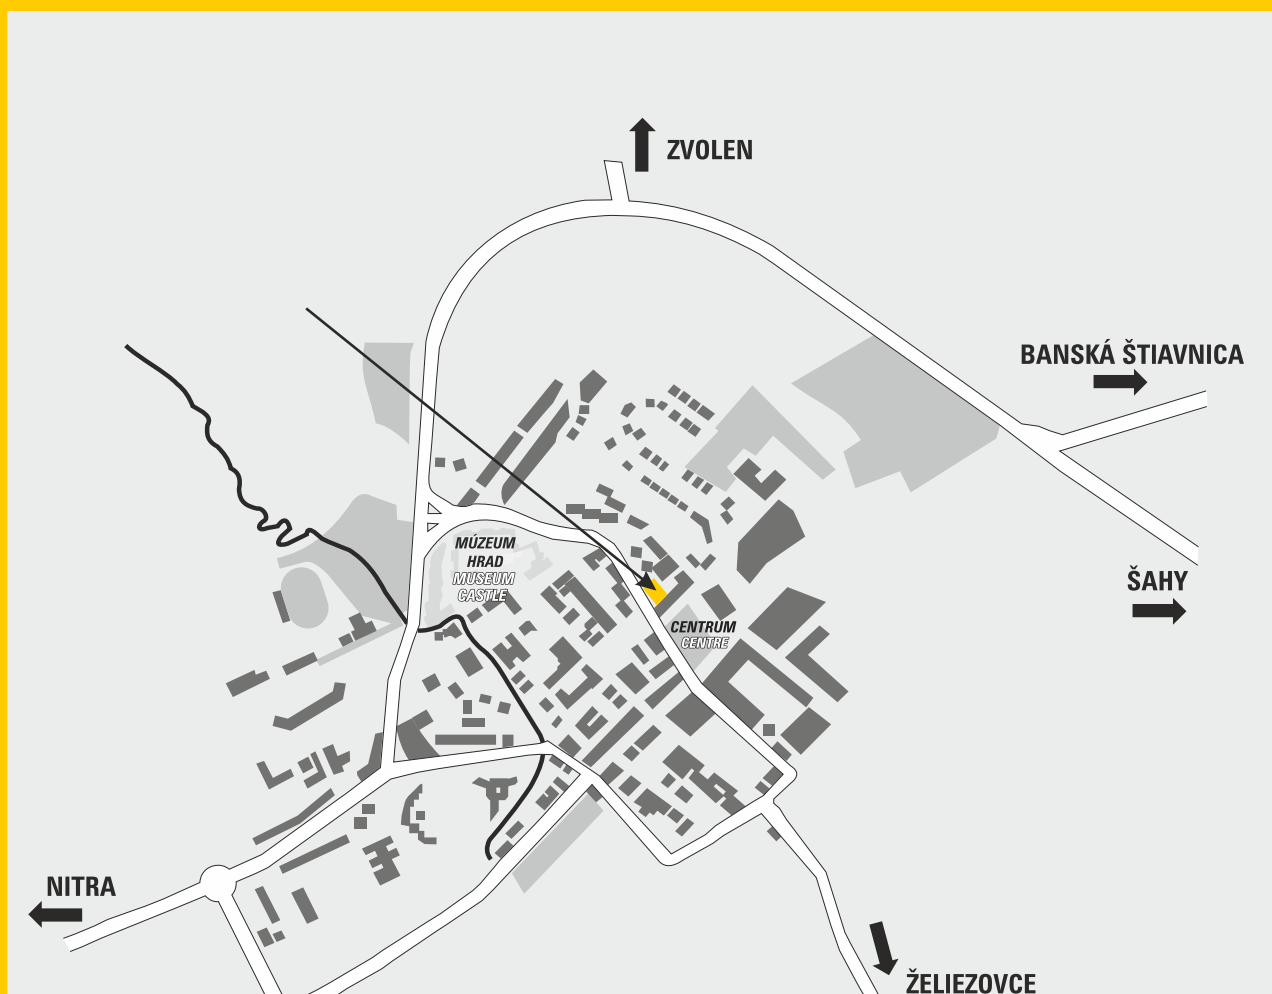 ZVOLEN
BANSKÁ ŠTIAVNICA
MÚZEUM
HRAD
MUSEUM
CASTLE
ŠAHY
CENTRUM
CENTRE
NITRA
ŽELIEZOVCE